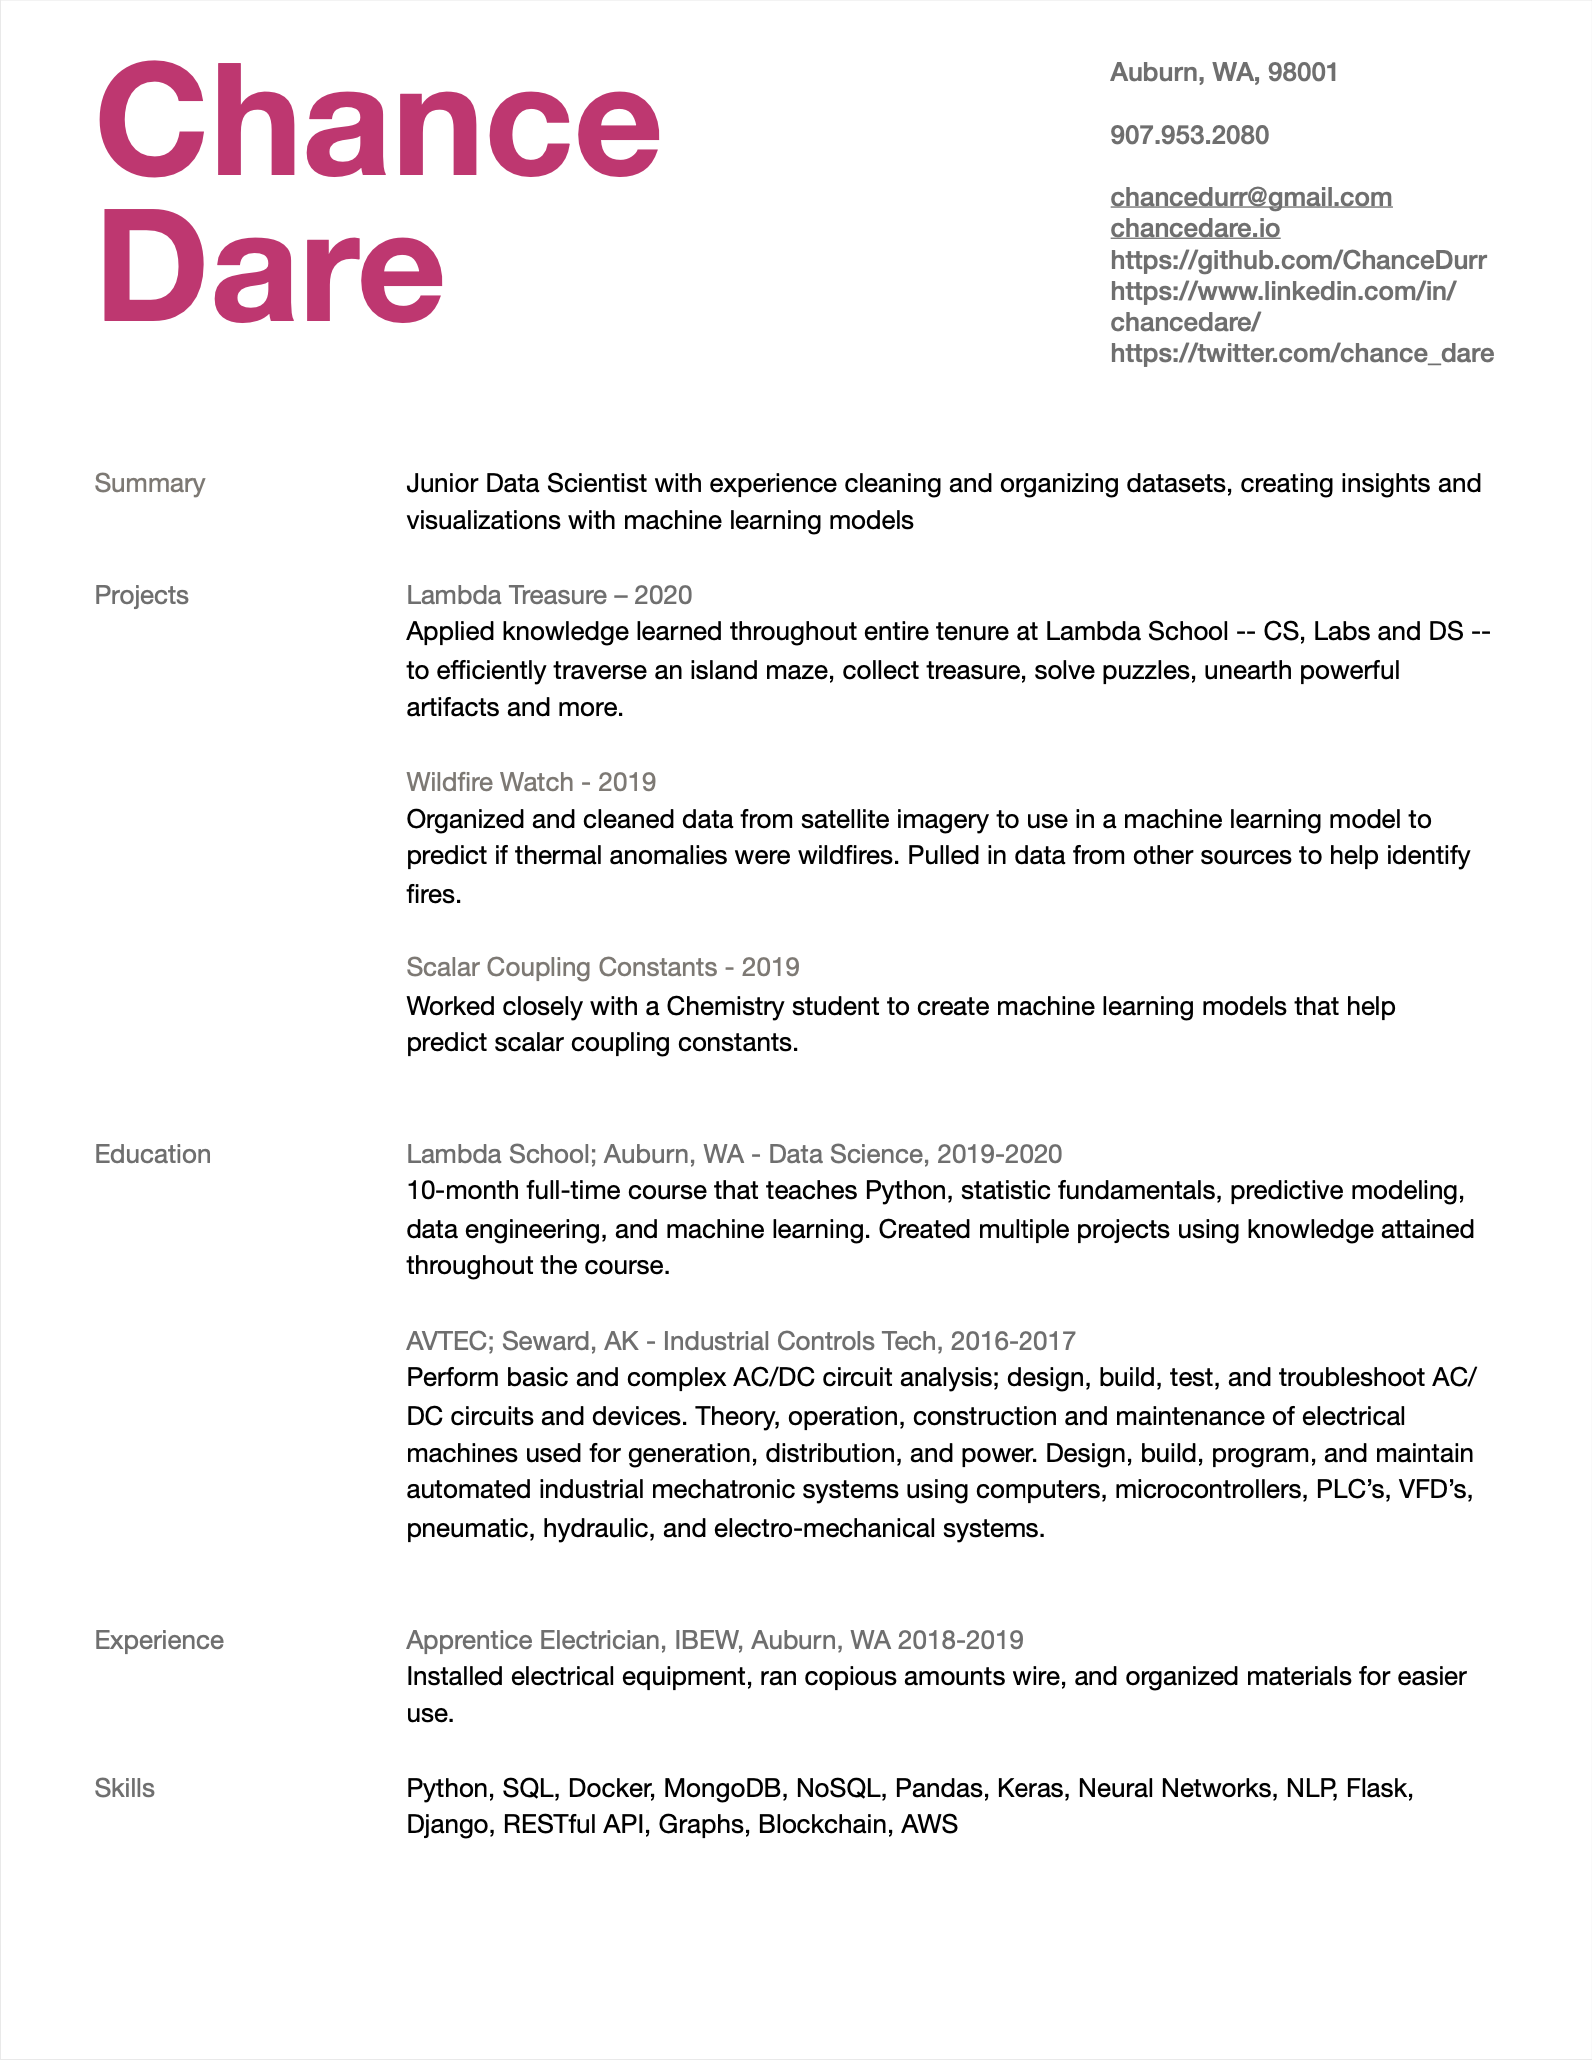 Chance
Dare
Auburn, WA, 98001
907.953.2080
chancedurr@gmail.com
chancedare.io
https://github.com/ChanceDurr
https://www.linkedin.com/in/
chancedare/
https://twitter.com/chance_dare
Summary
Junior Data Scientist with experience cleaning and organizing datasets, creating insights and
visualizations with machine learning models
Projects
Lambda Treasure – 2020
Applied knowledge learned throughout entire tenure at Lambda School -- CS, Labs and DS --
to efficiently traverse an island maze, collect treasure, solve puzzles, unearth powerful
artifacts and more.
Wildfire Watch - 2019
Organized and cleaned data from satellite imagery to use in a machine learning model to
predict if thermal anomalies were wildfires. Pulled in data from other sources to help identify
fires.
Scalar Coupling Constants - 2019
Worked closely with a Chemistry student to create machine learning models that help
predict scalar coupling constants.
Education
Lambda School; Auburn, WA - Data Science, 2019-2020
10-month full-time course that teaches Python, statistic fundamentals, predictive modeling,
data engineering, and machine learning. Created multiple projects using knowledge attained
throughout the course.
AVTEC; Seward, AK - Industrial Controls Tech, 2016-2017
Perform basic and complex AC/DC circuit analysis; design, build, test, and troubleshoot AC/
DC circuits and devices. Theory, operation, construction and maintenance of electrical
machines used for generation, distribution, and power. Design, build, program, and maintain
automated industrial mechatronic systems using computers, microcontrollers, PLC’s, VFD’s,
pneumatic, hydraulic, and electro-mechanical systems.
Experience
Apprentice Electrician, IBEW, Auburn, WA 2018-2019
Installed electrical equipment, ran copious amounts wire, and organized materials for easier
use.
Skills
Python, SQL, Docker, MongoDB, NoSQL, Pandas, Keras, Neural Networks, NLP, Flask,
Django, RESTful API, Graphs, Blockchain, AWS